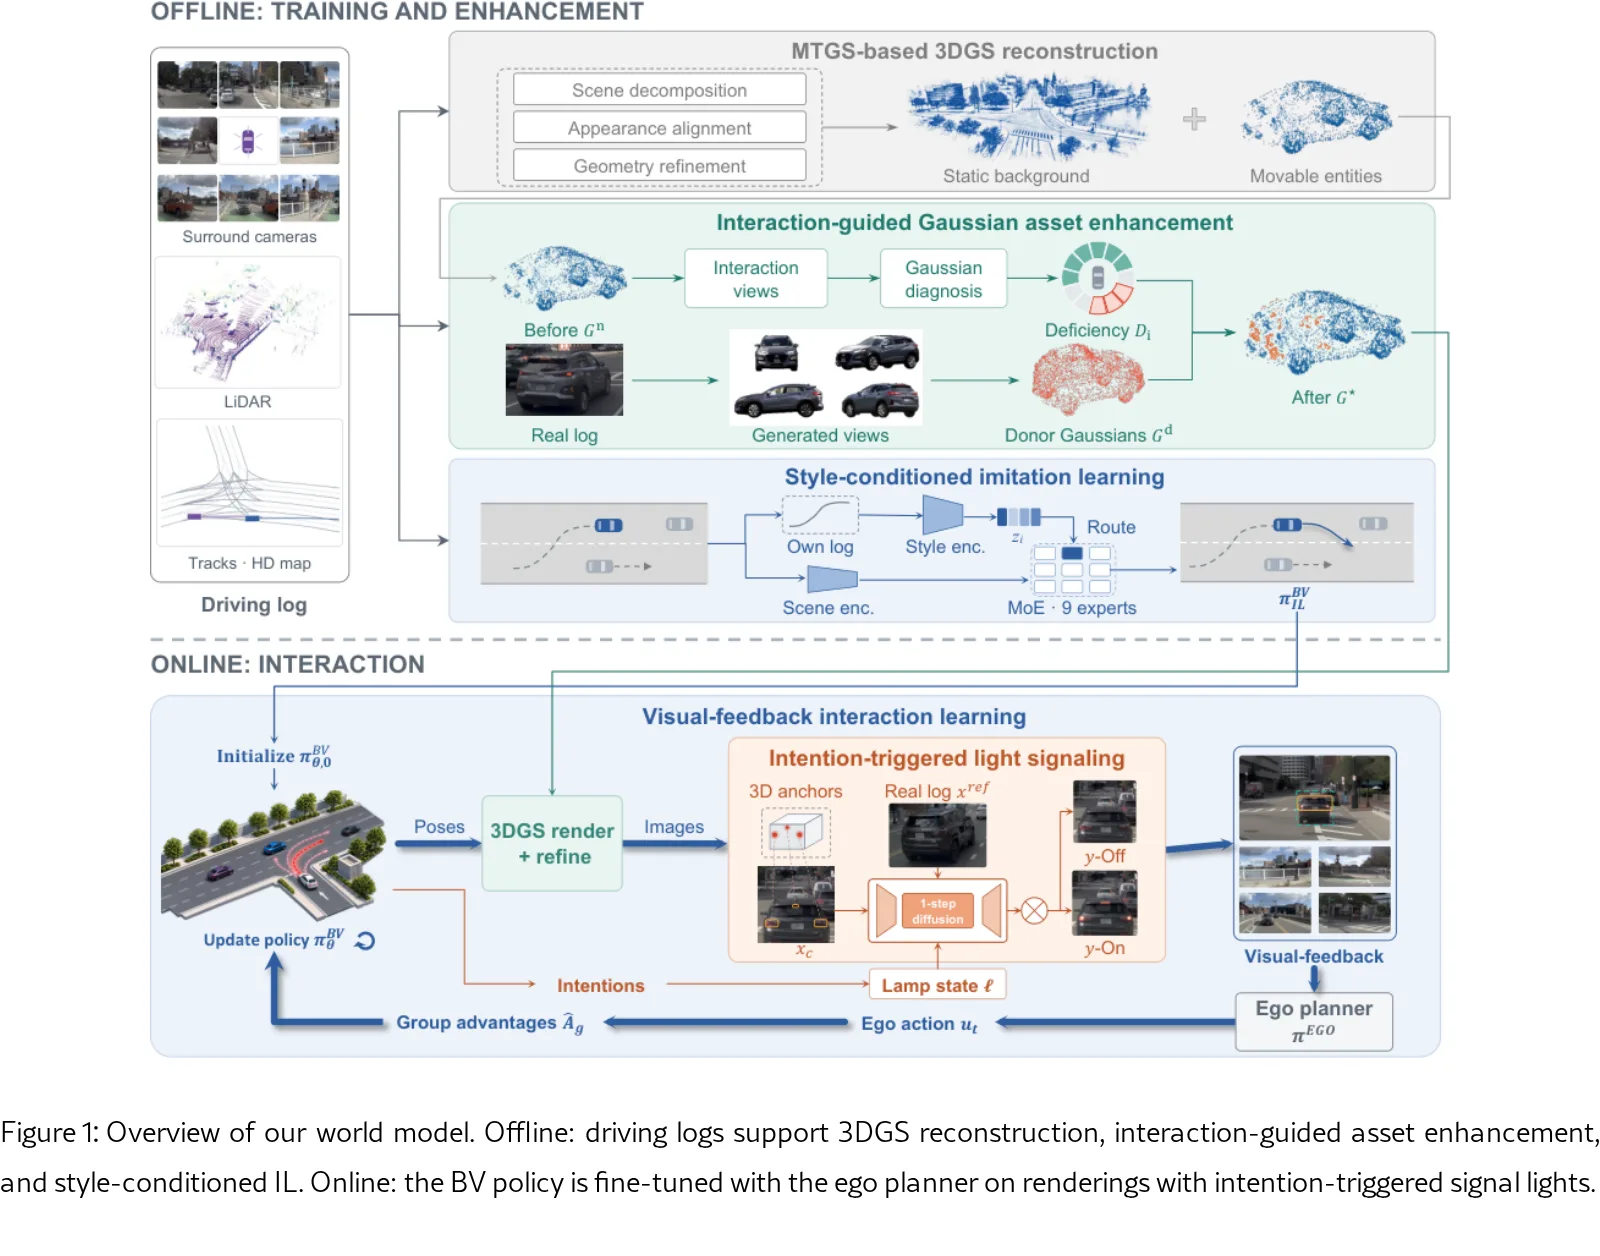 OFFLINE: TRAINING AND ENHANCEMENT
Surround cameras
LiDAR
Tracks · HD map
Driving log
MTGS-based 3DGS reconstruction
Scene decomposition
Appearance alignment
Geometry refinement
Static background
Movable entities
Interaction-guided Gaussian asset enhancement
Before Gⁿ
Interaction
views
Gaussian
diagnosis
Deficiency Dᵢ
Real log
Generated views
Donor Gaussians Gᵈ
After G*
Style-conditioned imitation learning
Own log
Style enc.
zᵢ
Route
Scene enc.
MoE · 9 experts
π_IL^BV
ONLINE: INTERACTION
Visual-feedback interaction learning
Initialize π_θ,0^BV
Update policy π_θ^BV
Poses
3DGS render
+ refine
Images
Intention-triggered light signaling
3D anchors
Real log x^ref
x_c
1-step
diffusion
y-Off
y-On
Intentions
Lamp state ℓ
Visual-feedback
Ego planner
π^EGO
Ego action u_t
Group advantages Â_g
Figure 1: Overview of our world model. Offline: driving logs support 3DGS reconstruction, interaction-guided asset enhancement,
and style-conditioned IL. Online: the BV policy is fine-tuned with the ego planner on renderings with intention-triggered signal lights.